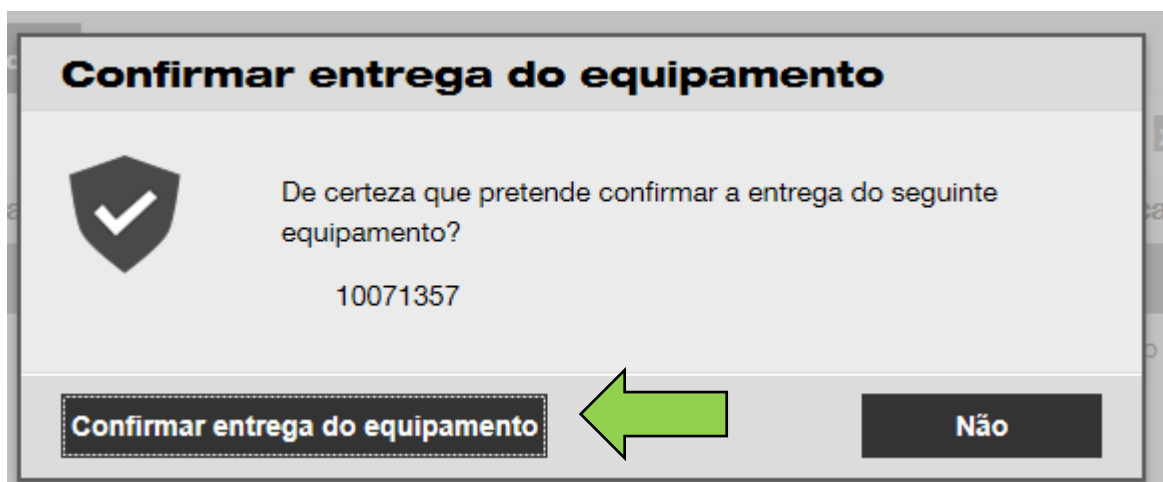 Confirmar entrega do equipamento
De certeza que pretende confirmar a entrega do seguinte
equipamento?
10071357
Confirmar entrega do equipamento
Não